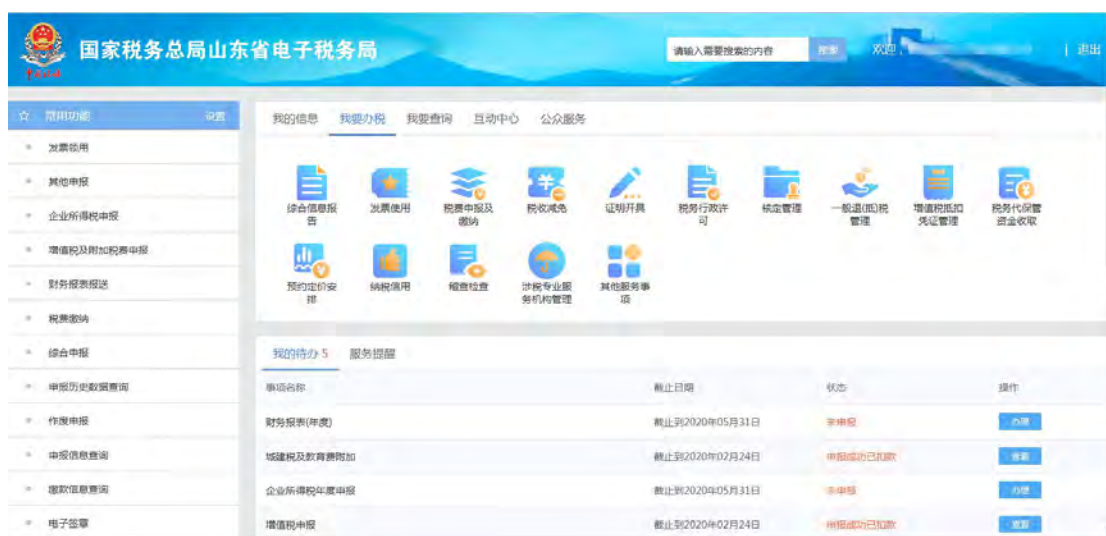 国家税务总局山东省电子税务局
请输入需要搜索的内容
搜索
欢迎,
| 退出
常用功能
设置
发票领用
其他申报
企业所得税申报
增值税及附加税费申报
财务报表报送
税费缴纳
综合申报
申报历史数据查询
作废申报
申报信息查询
缴款信息查询
电子签章
我的信息 我要办税 我要查询 互动中心 公众服务
综合信息报
告
发票使用
税费申报及
缴纳
税收减免
证明开具
税务行政许
可
核定管理
一般退(抵)税
管理
增值税抵扣
凭证管理
税务代保管
资金收取
预约定价安
排
纳税信用
稽查检查
涉税专业服
务机构管理
其他服务事
项
我的待办 5 服务提醒
事项名称 截止日期 状态 操作
财务报表(年度) 截止到2020年05月31日 未申报 办理
城建税及教育费附加 截止到2020年02月24日 申报成功已扣款 查看
企业所得税年度申报 截止到2020年05月31日 未申报 办理
增值税申报 截止到2020年02月24日 申报成功已扣款 查看